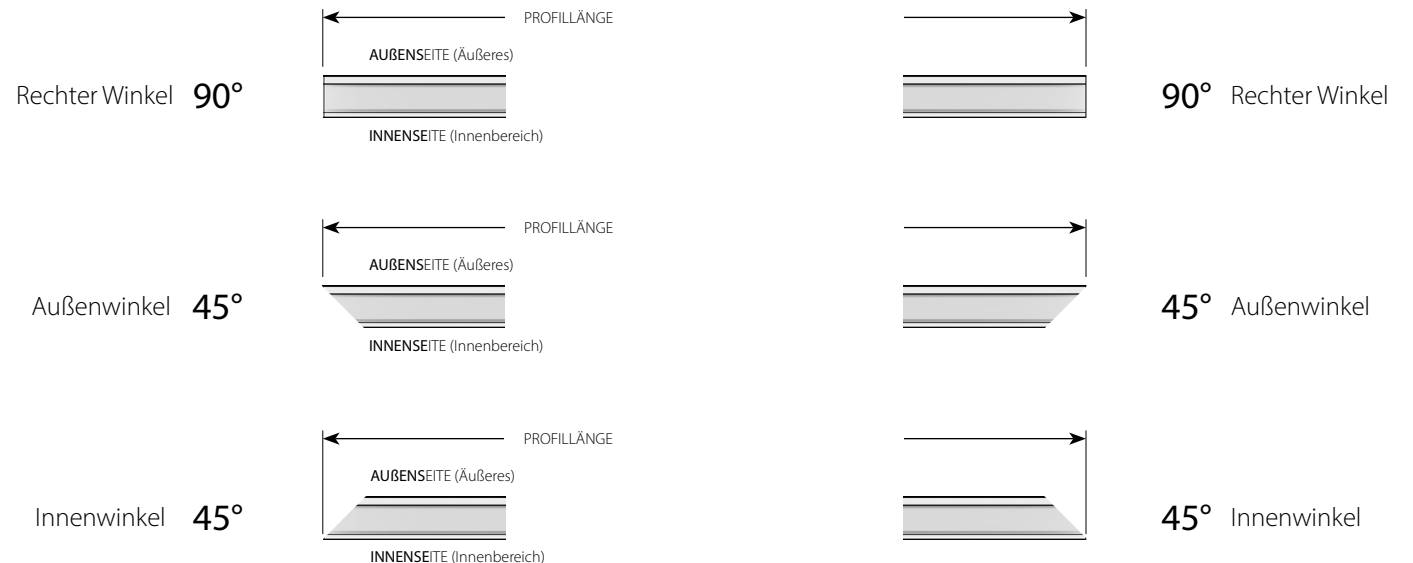 PROFILLÄNGE
AUßENSEITE (Äußeres)
Rechter Winkel 90°
90° Rechter Winkel
INNENSEITE (Innenbereich)
PROFILLÄNGE
AUßENSEITE (Äußeres)
Außenwinkel 45°
45° Außenwinkel
INNENSEITE (Innenbereich)
PROFILLÄNGE
AUßENSEITE (Äußeres)
Innenwinkel 45°
45° Innenwinkel
INNENSEITE (Innenbereich)